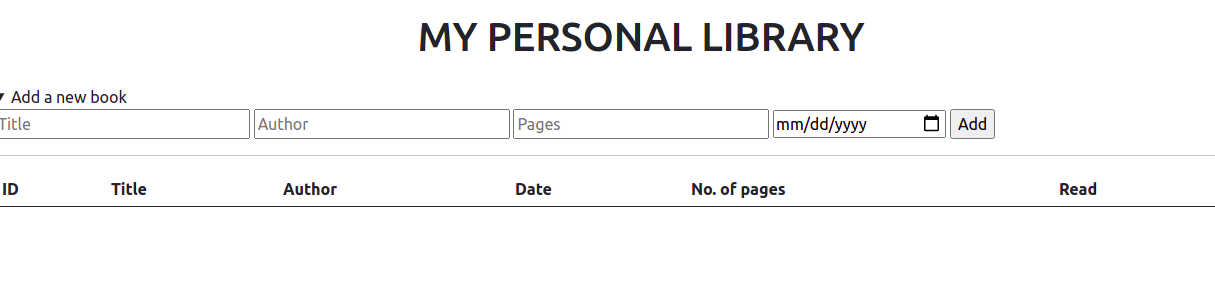 MY PERSONAL LIBRARY
▾ Add a new book
Title Author Pages mm/dd/yyyy Add
ID Title Author Date No. of pages Read